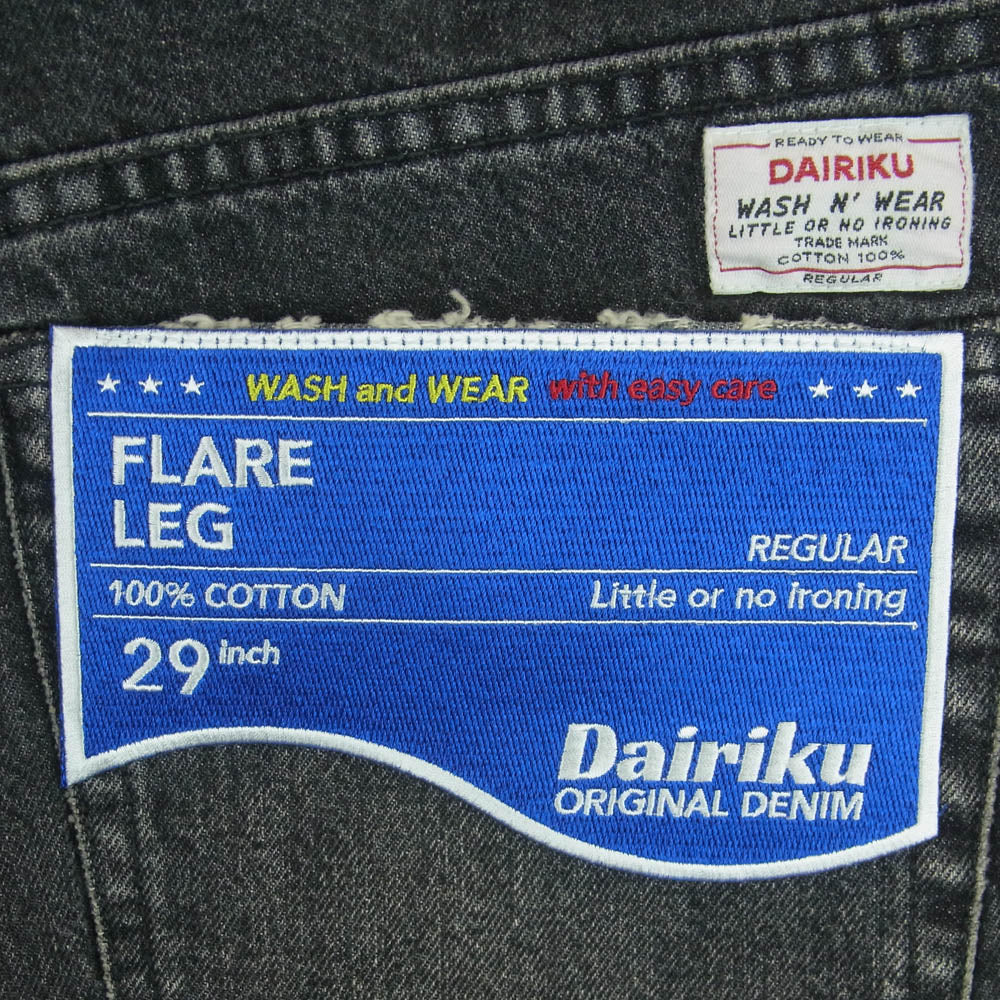 READY TO WEAR
DAIRIKU
WASH N' WEAR
LITTLE OR NO IRONING
TRADE MARK
COTTON 100%
REGULAR
WASH and WEAR with easy care
FLARE
LEG
REGULAR
100% COTTON Little or no ironing
29 inch
Dairiku
ORIGINAL DENIM